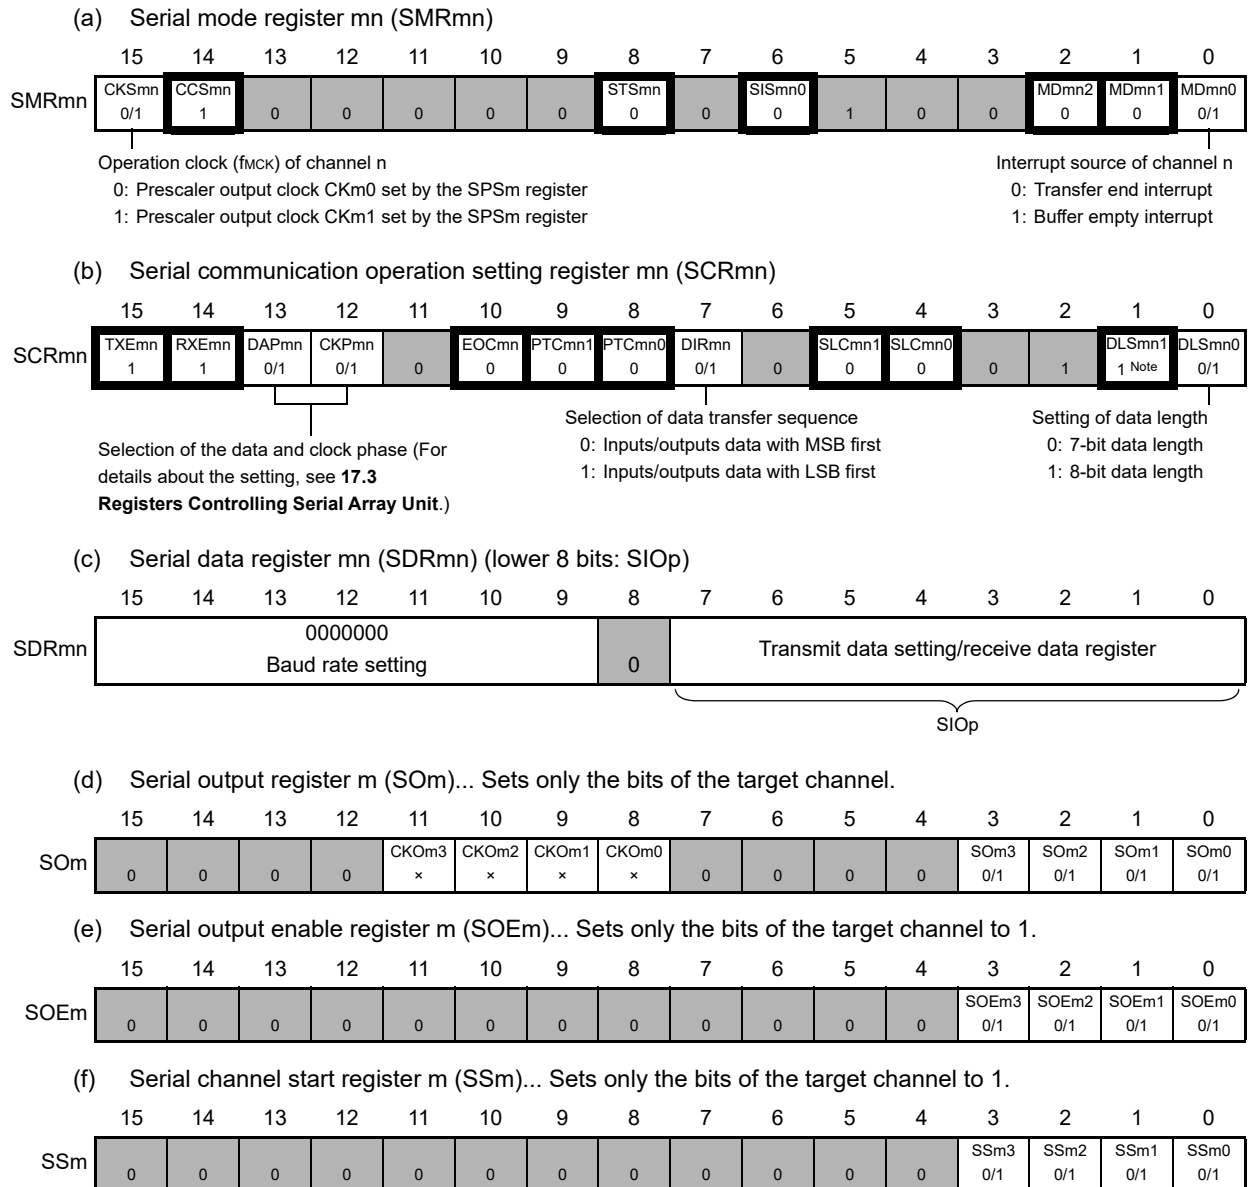 (a) Serial mode register mn (SMRmn)
15 14 13 12 11 10 9 8 7 6 5 4 3 2 1 0
SMRmn
CKSmn CCSmn STSmn SISmn0 MDmn2 MDmn1 MDmn0
0/1 1 0 0 0 0 0 0 0 0 1 0 0 0 0 0/1
Operation clock (fMCK) of channel n
0: Prescaler output clock CKm0 set by the SPSm register
1: Prescaler output clock CKm1 set by the SPSm register
Interrupt source of channel n
0: Transfer end interrupt
1: Buffer empty interrupt
(b) Serial communication operation setting register mn (SCRmn)
15 14 13 12 11 10 9 8 7 6 5 4 3 2 1 0
SCRmn
TXEmn RXEmn DAPmn CKPmn EOCmn PTCmn1 PTCmn0 DIRmn SLCmn1 SLCmn0 DLSmn1 DLSmn0
1 1 0/1 0/1 0 0 0 0 0/1 0 0 0 0 1 1 Note 0/1
Selection of the data and clock phase (For
details about the setting, see 17.3
Registers Controlling Serial Array Unit.)
Selection of data transfer sequence
0: Inputs/outputs data with MSB first
1: Inputs/outputs data with LSB first
Setting of data length
0: 7-bit data length
1: 8-bit data length
(c) Serial data register mn (SDRmn) (lower 8 bits: SIOp)
15 14 13 12 11 10 9 8 7 6 5 4 3 2 1 0
SDRmn
0000000
Baud rate setting
0
Transmit data setting/receive data register
SIOp
(d) Serial output register m (SOm)... Sets only the bits of the target channel.
15 14 13 12 11 10 9 8 7 6 5 4 3 2 1 0
SOm
CKOm3 CKOm2 CKOm1 CKOm0 SOm3 SOm2 SOm1 SOm0
0 0 0 0 × × × × 0 0 0 0 0/1 0/1 0/1 0/1
(e) Serial output enable register m (SOEm)... Sets only the bits of the target channel to 1.
15 14 13 12 11 10 9 8 7 6 5 4 3 2 1 0
SOEm
SOEm3 SOEm2 SOEm1 SOEm0
0 0 0 0 0 0 0 0 0 0 0 0 0/1 0/1 0/1 0/1
(f) Serial channel start register m (SSm)... Sets only the bits of the target channel to 1.
15 14 13 12 11 10 9 8 7 6 5 4 3 2 1 0
SSm
SSm3 SSm2 SSm1 SSm0
0 0 0 0 0 0 0 0 0 0 0 0 0/1 0/1 0/1 0/1